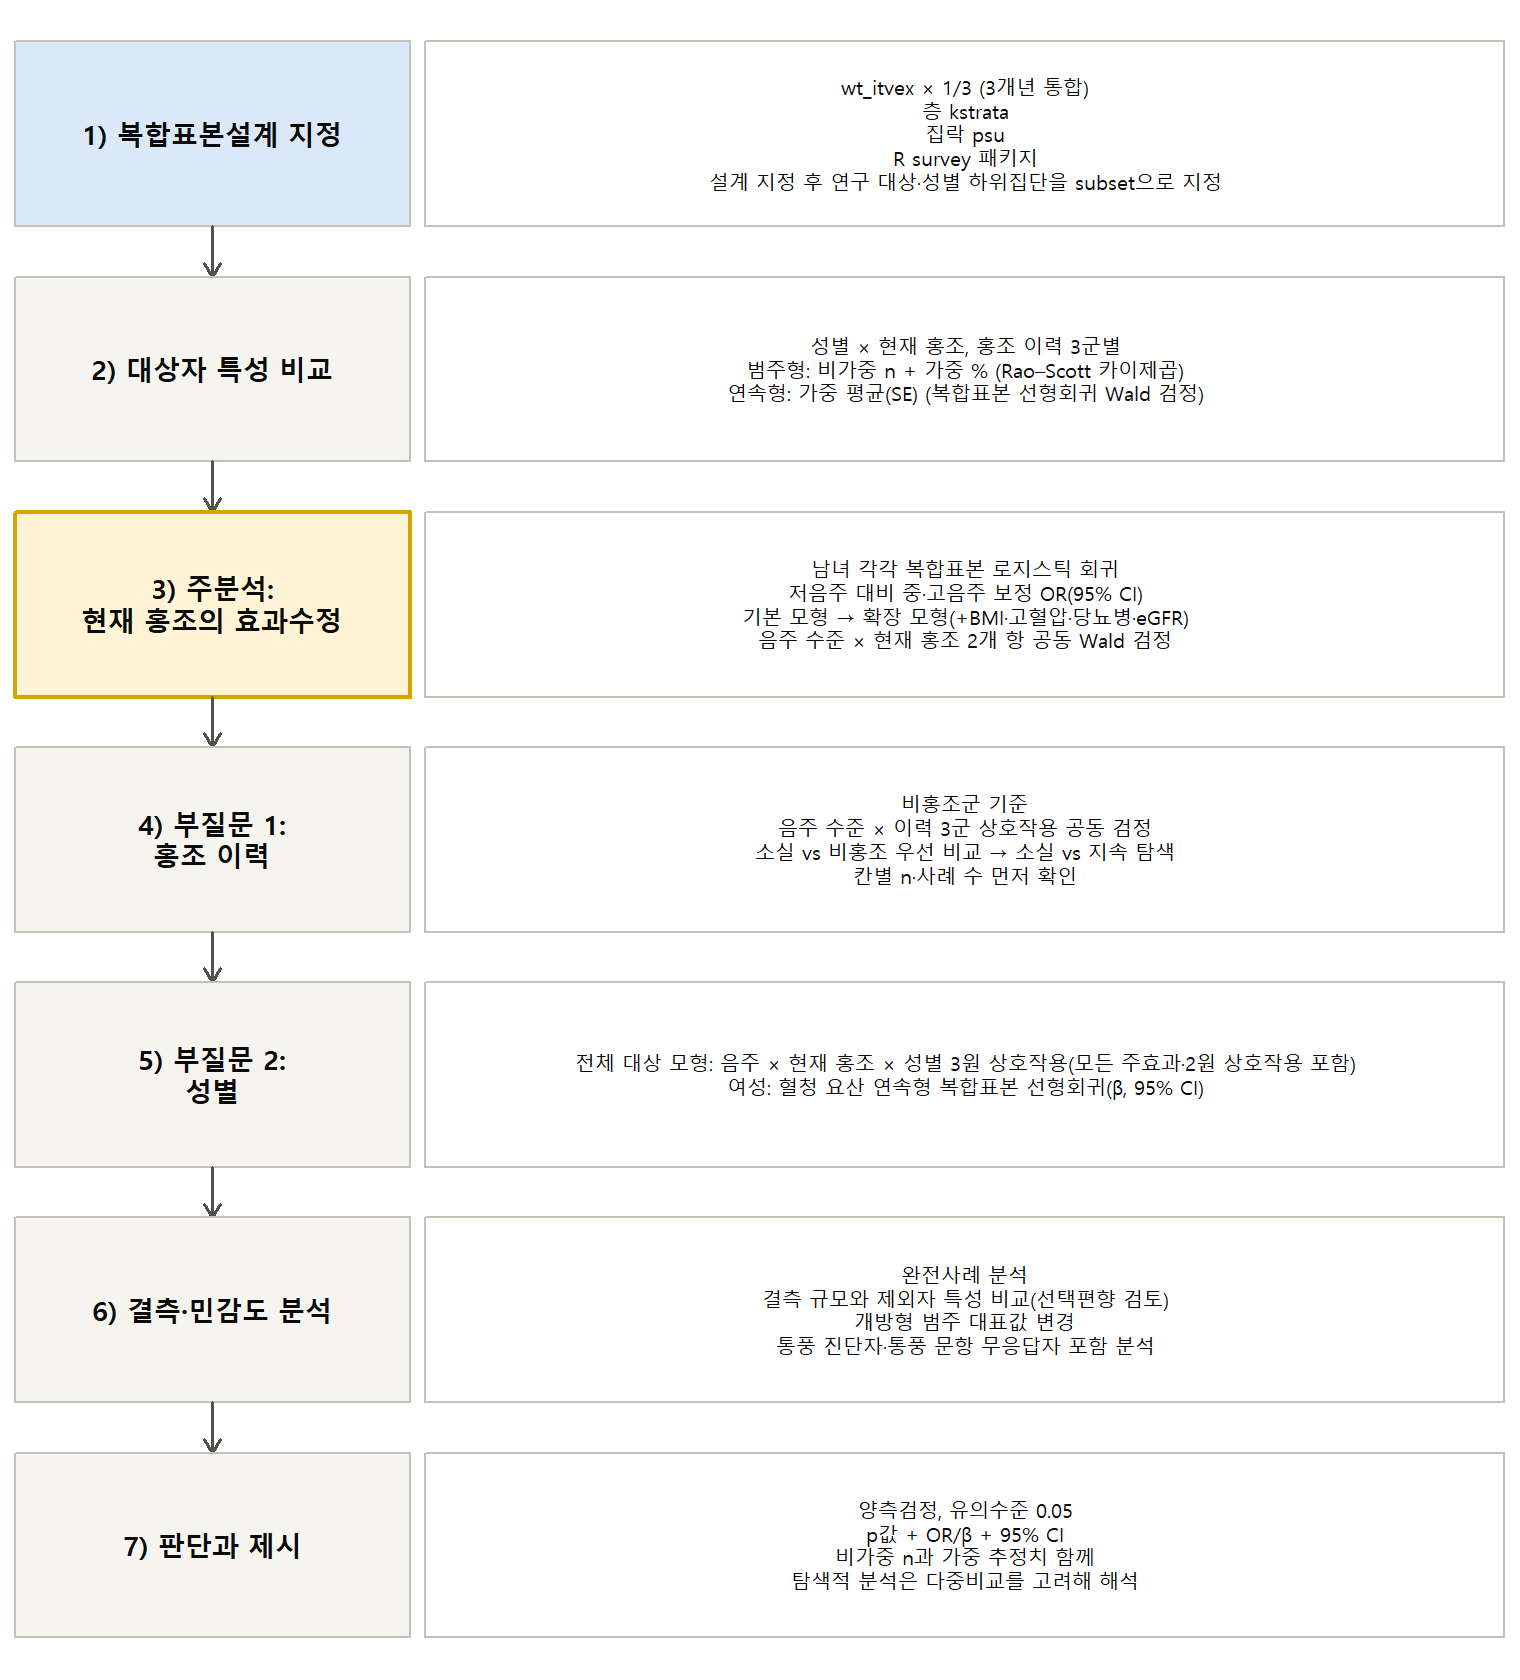 1) 복합표본설계 지정
wt_itvex × 1/3 (3개년 통합)
층 kstrata
집락 psu
R survey 패키지
설계 지정 후 연구 대상·성별 하위집단을 subset으로 지정
2) 대상자 특성 비교
성별 × 현재 홍조, 홍조 이력 3군별
범주형: 비가중 n + 가중 % (Rao–Scott 카이제곱)
연속형: 가중 평균(SE) (복합표본 선형회귀 Wald 검정)
3) 주분석:
현재 홍조의 효과수정
남녀 각각 복합표본 로지스틱 회귀
저음주 대비 중·고음주 보정 OR(95% CI)
기본 모형 → 확장 모형(+BMI·고혈압·당뇨병·eGFR)
음주 수준 × 현재 홍조 2개 항 공동 Wald 검정
4) 부질문 1:
홍조 이력
비홍조군 기준
음주 수준 × 이력 3군 상호작용 공동 검정
소실 vs 비홍조 우선 비교 → 소실 vs 지속 탐색
칸별 n·사례 수 먼저 확인
5) 부질문 2:
성별
전체 대상 모형: 음주 × 현재 홍조 × 성별 3원 상호작용(모든 주효과·2원 상호작용 포함)
여성: 혈청 요산 연속형 복합표본 선형회귀(β, 95% CI)
6) 결측·민감도 분석
완전사례 분석
결측 규모와 제외자 특성 비교(선택편향 검토)
개방형 범주 대표값 변경
통풍 진단자·통풍 문항 무응답자 포함 분석
7) 판단과 제시
양측검정, 유의수준 0.05
p값 + OR/β + 95% CI
비가중 n과 가중 추정치 함께
탐색적 분석은 다중비교를 고려해 해석